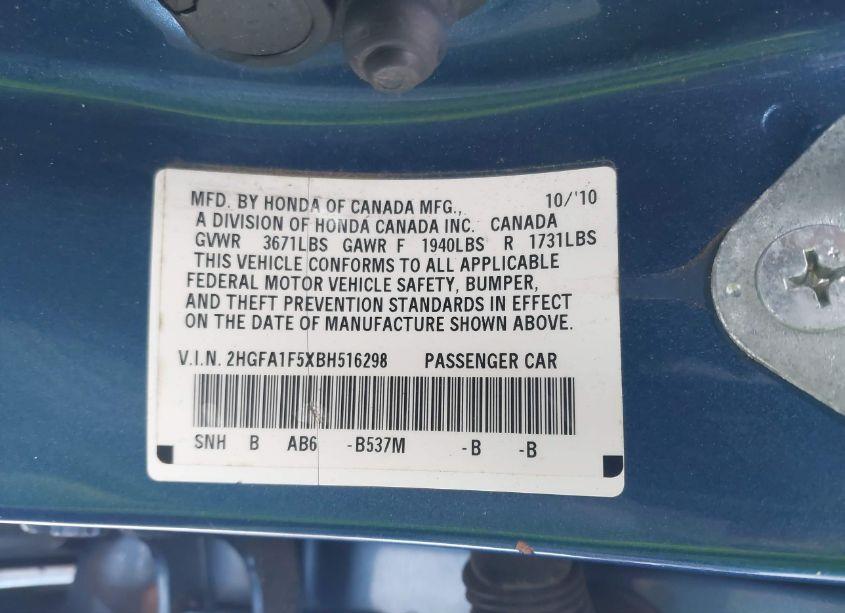 MFD. BY HONDA OF CANADA MFG., 10/'10
A DIVISION OF HONDA CANADA INC. CANADA
GVWR 3671LBS GAWR F 1940LBS R 1731LBS
THIS VEHICLE CONFORMS TO ALL APPLICABLE
FEDERAL MOTOR VEHICLE SAFETY, BUMPER,
AND THEFT PREVENTION STANDARDS IN EFFECT
ON THE DATE OF MANUFACTURE SHOWN ABOVE.
V.I.N. 2HGFA1F5XBH516298 PASSENGER CAR
SNH B AB6 -B537M -B -B